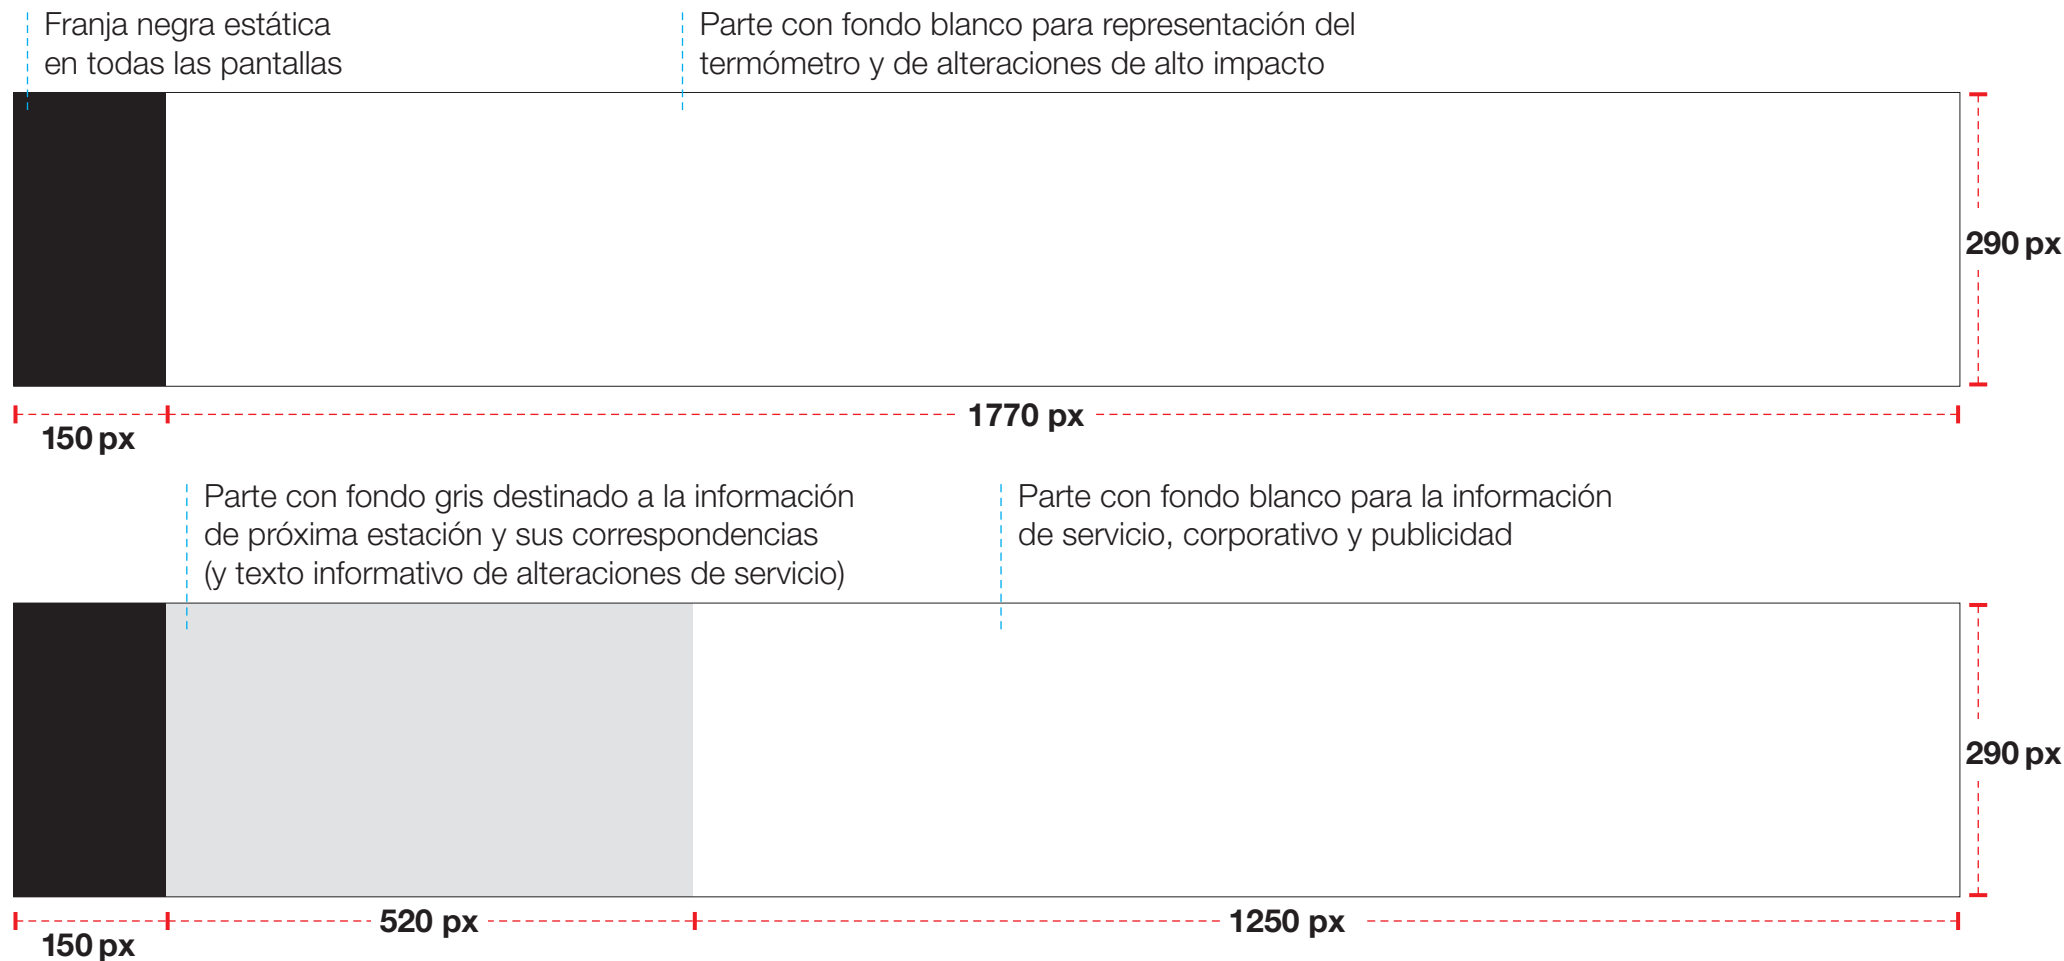 Franja negra estática
en todas las pantallas
Parte con fondo blanco para representación del
termómetro y de alteraciones de alto impacto
290 px
1770 px
150 px
Parte con fondo gris destinado a la información
de próxima estación y sus correspondencias
(y texto informativo de alteraciones de servicio)
Parte con fondo blanco para la información
de servicio, corporativo y publicidad
290 px
520 px
1250 px
150 px